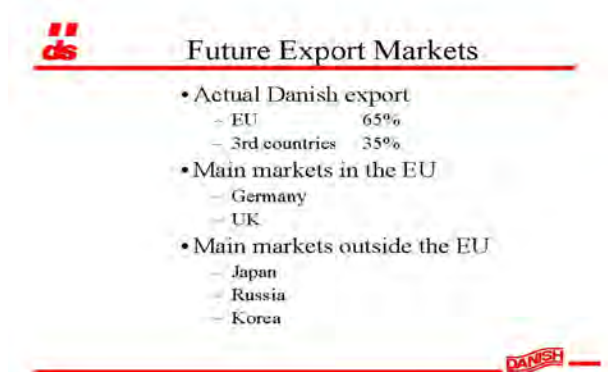 ds
Future Export Markets
• Actual Danish export
– EU 65%
– 3rd countries 35%
• Main markets in the EU
– Germany
– UK
• Main markets outside the EU
– Japan
– Russia
– Korea
DANISH